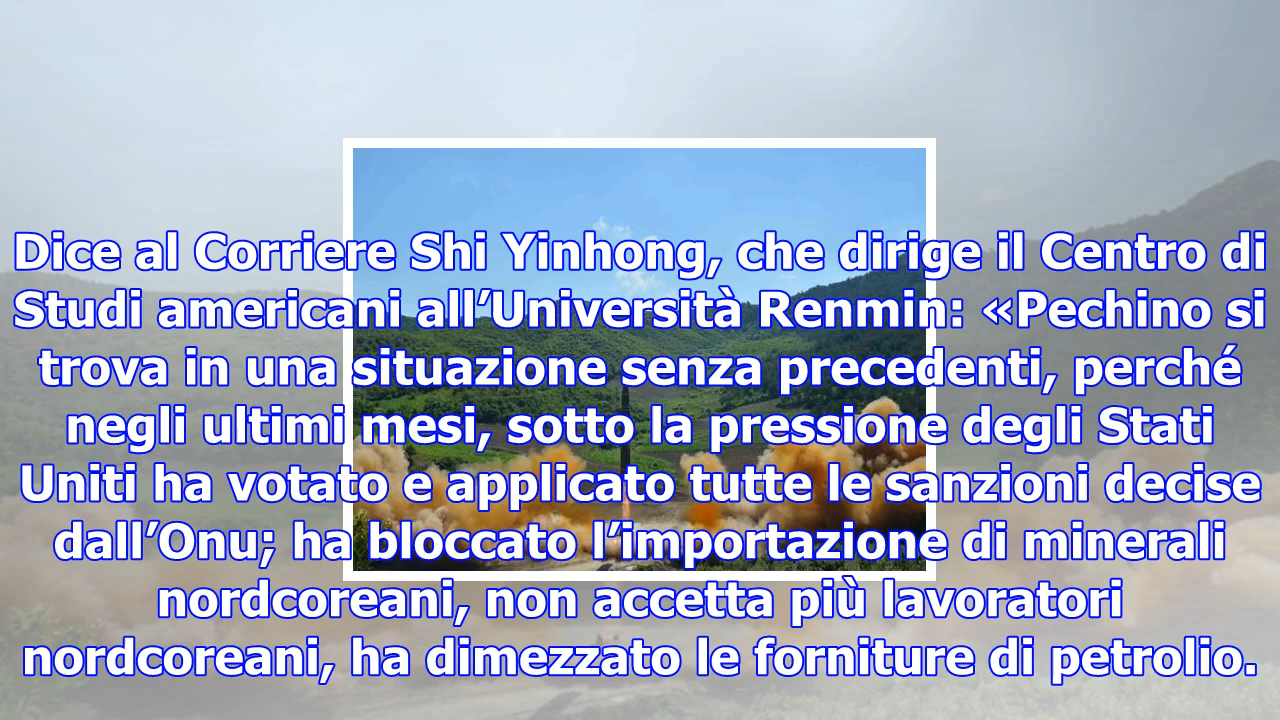 Dice al Corriere Shi Yinhong, che dirige il Centro di
Studi americani all’Università Renmin: «Pechino si
trova in una situazione senza precedenti, perché
negli ultimi mesi, sotto la pressione degli Stati
Uniti ha votato e applicato tutte le sanzioni decise
dall’Onu; ha bloccato l’importazione di minerali
nordcoreani, non accetta più lavoratori
nordcoreani, ha dimezzato le forniture di petrolio.